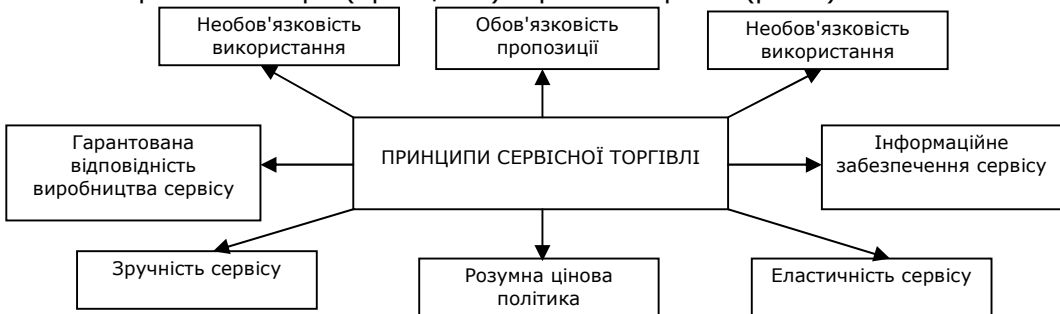 Необов'язковість
використання
Обов'язковість
пропозиції
Необов'язковість
використання
Гарантована
відповідність
виробництва сервісу
ПРИНЦИПИ СЕРВІСНОЇ ТОРГІВЛІ
Інформаційне
забезпечення сервісу
Зручність сервісу
Розумна цінова
політика
Еластичність сервісу